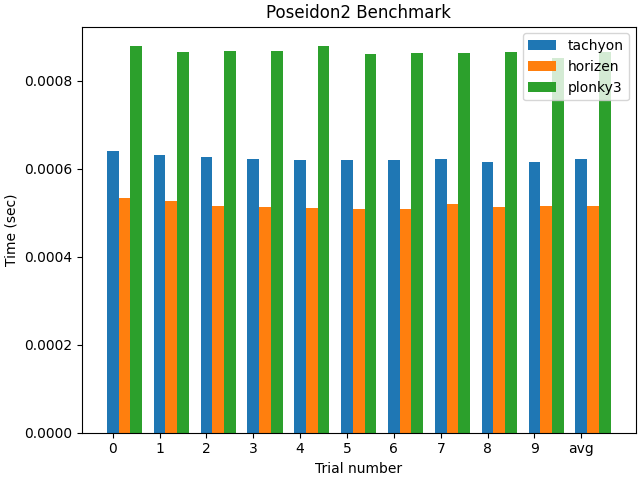 Poseidon2 Benchmark
tachyon
horizen
plonky3
Time (sec)
0.0008
0.0006
0.0004
0.0002
0.0000
0 1 2 3 4 5 6 7 8 9 avg
Trial number